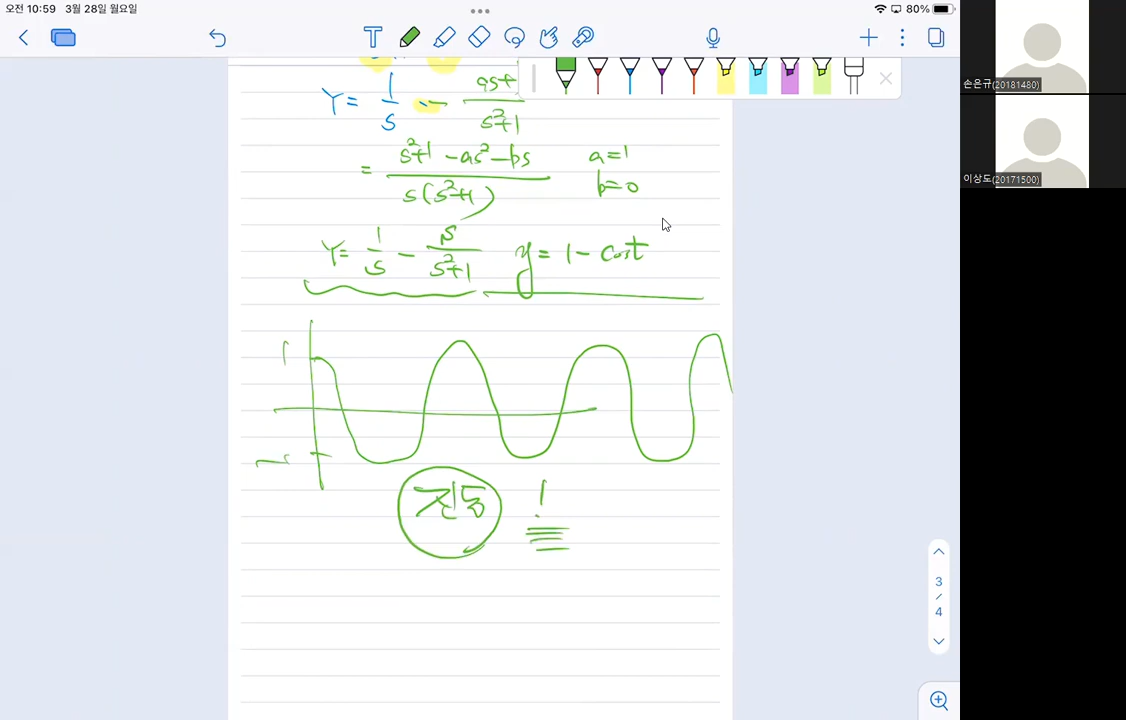 오전 10:59 3월 28일 월요일
80%
Y = 1/s - as+/s²+1
= s²+1 -as²-bs / s(s²+1) a=1
b=0
Y = 1/s - s/s²+1 y = 1 - cost
1
진동 !
3
/
4
손은규(20181480)
이상도(20171500)